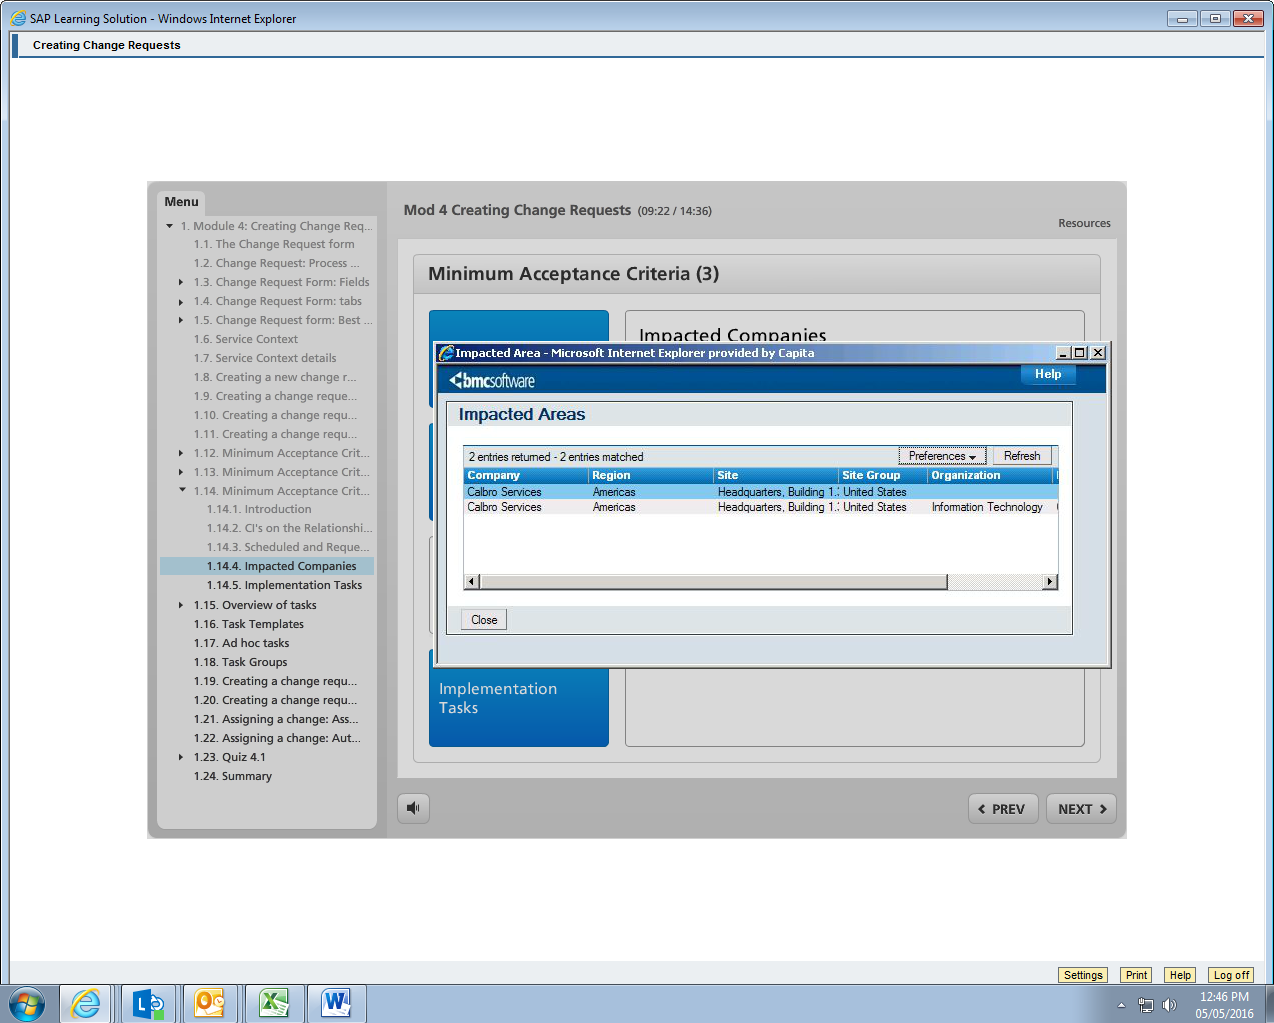 SAP Learning Solution - Windows Internet Explorer
Creating Change Requests
Menu
1. Module 4: Creating Change Req...
1.1. The Change Request form
1.2. Change Request: Process ...
1.3. Change Request Form: Fields
1.4. Change Request Form: tabs
1.5. Change Request form: Best ...
1.6. Service Context
1.7. Service Context details
1.8. Creating a new change r...
1.9. Creating a change reque...
1.10. Creating a change requ...
1.11. Creating a change requ...
1.12. Minimum Acceptance Crit...
1.13. Minimum Acceptance Crit...
1.14. Minimum Acceptance Crit...
1.14.1. Introduction
1.14.2. CI's on the Relationshi...
1.14.3. Scheduled and Reque...
1.14.4. Impacted Companies
1.14.5. Implementation Tasks
1.15. Overview of tasks
1.16. Task Templates
1.17. Ad hoc tasks
1.18. Task Groups
1.19. Creating a change requ...
1.20. Creating a change requ...
1.21. Assigning a change: Ass...
1.22. Assigning a change: Aut...
1.23. Quiz 4.1
1.24. Summary
Mod 4 Creating Change Requests (09:22 / 14:36)
Resources
Minimum Acceptance Criteria (3)
Impacted Companies
Impacted Area - Microsoft Internet Explorer provided by Capita
bmcsoftware
Help
Impacted Areas
2 entries returned - 2 entries matched Preferences Refresh
Company Region Site Site Group Organization
Calbro Services Americas Headquarters, Building 1. United States
Calbro Services Americas Headquarters, Building 1. United States Information Technology
Close
Implementation
Tasks
PREV NEXT
Settings Print Help Log off
12:46 PM
05/05/2016